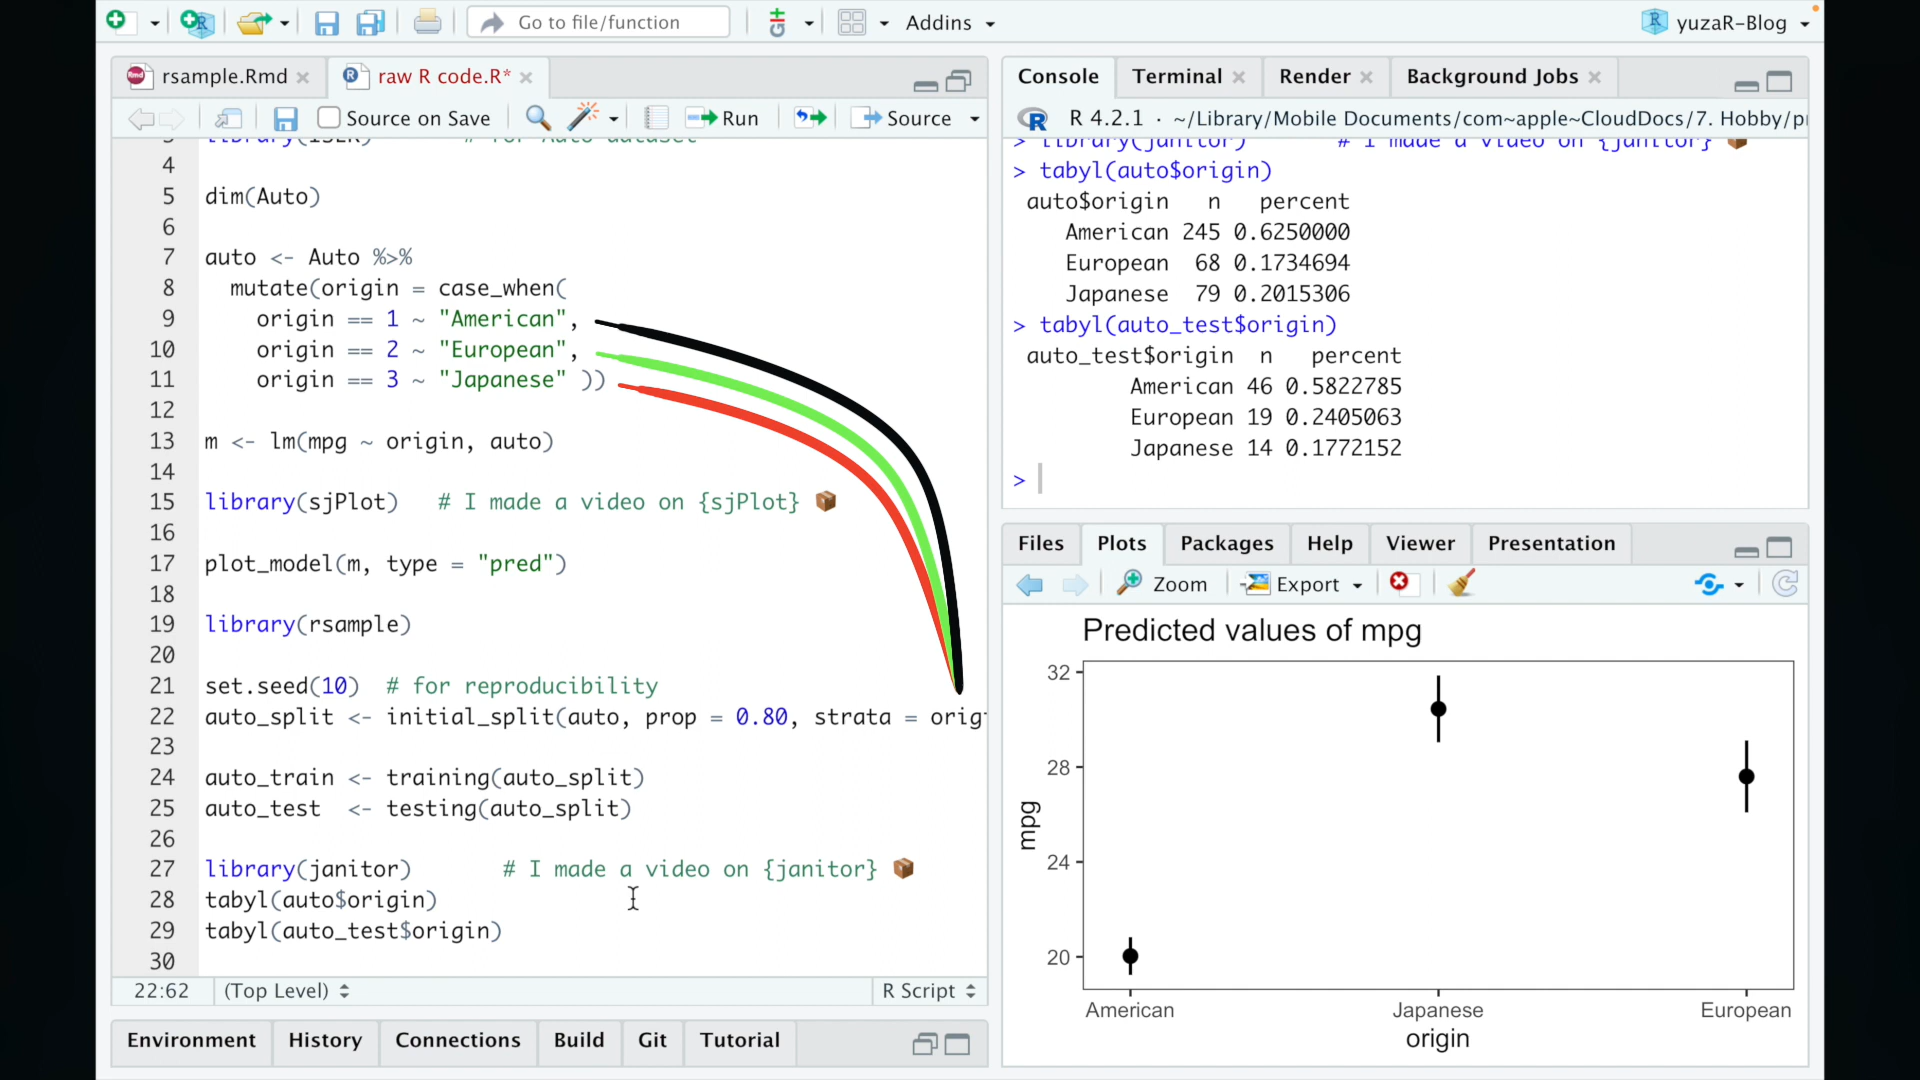 Go to file/function
Addins
yuzaR-Blog
rsample.Rmd
raw R code.R*
Source on Save
Run
Source
4
5 dim(Auto)
6
7 auto <- Auto %>%
8 mutate(origin = case_when(
9 origin == 1 ~ "American",
10 origin == 2 ~ "European",
11 origin == 3 ~ "Japanese" ))
12
13 m <- lm(mpg ~ origin, auto)
14
15 library(sjPlot) # I made a video on {sjPlot} 📦
16
17 plot_model(m, type = "pred")
18
19 library(rsample)
20
21 set.seed(10) # for reproducibility
22 auto_split <- initial_split(auto, prop = 0.80, strata = orig
23
24 auto_train <- training(auto_split)
25 auto_test <- testing(auto_split)
26
27 library(janitor) # I made a video on {janitor} 📦
28 tabyl(auto$origin)
29 tabyl(auto_test$origin)
30
22:62 (Top Level) R Script
Environment History Connections Build Git Tutorial
Console Terminal Render Background Jobs
R 4.2.1 · ~/Library/Mobile Documents/com~apple~CloudDocs/7. Hobby/
> library(janitor) # I made a video on {janitor} 📦
> tabyl(auto$origin)
auto$origin n percent
American 245 0.6250000
European 68 0.1734694
Japanese 79 0.2015306
> tabyl(auto_test$origin)
auto_test$origin n percent
American 46 0.5822785
European 19 0.2405063
Japanese 14 0.1772152
>
Files Plots Packages Help Viewer Presentation
Zoom Export
Predicted values of mpg
32
28
24
20
mpg
American Japanese European
origin